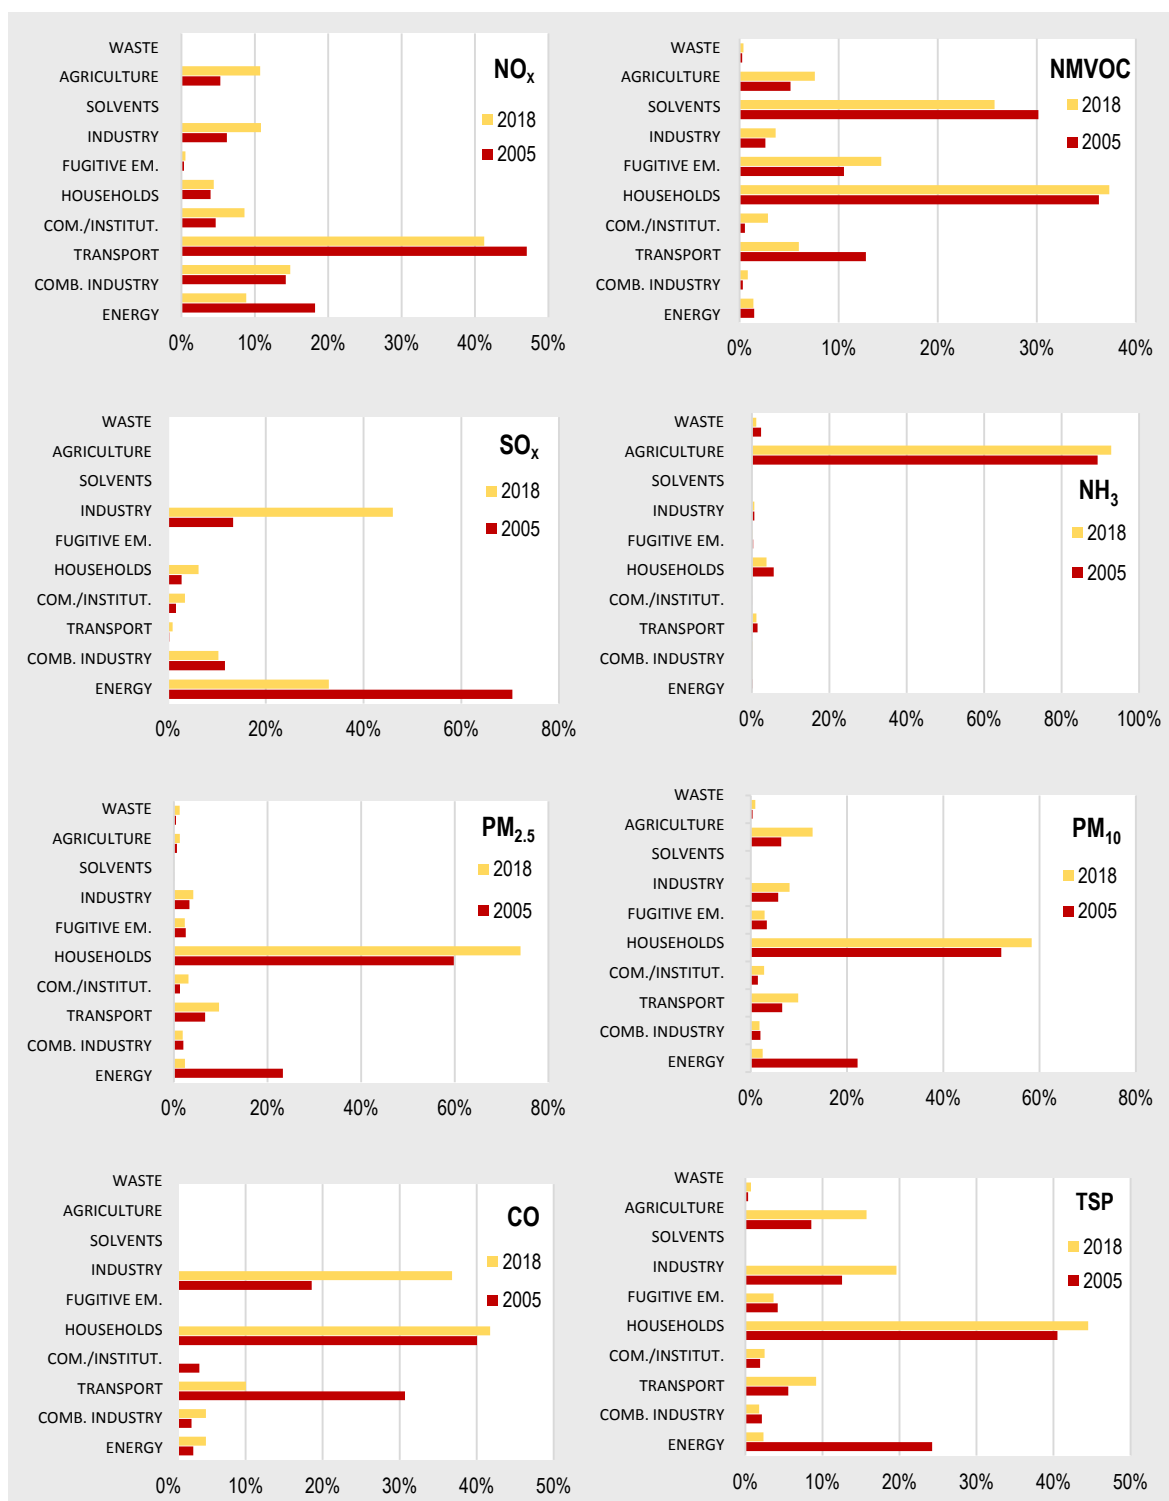 NOx
2018
2005
WASTE
AGRICULTURE
SOLVENTS
INDUSTRY
FUGITIVE EM.
HOUSEHOLDS
COM./INSTITUT.
TRANSPORT
COMB. INDUSTRY
ENERGY
0% 10% 20% 30% 40% 50%
NMVOC
2018
2005
WASTE
AGRICULTURE
SOLVENTS
INDUSTRY
FUGITIVE EM.
HOUSEHOLDS
COM./INSTITUT.
TRANSPORT
COMB. INDUSTRY
ENERGY
0% 10% 20% 30% 40%
SOx
2018
2005
WASTE
AGRICULTURE
SOLVENTS
INDUSTRY
FUGITIVE EM.
HOUSEHOLDS
COM./INSTITUT.
TRANSPORT
COMB. INDUSTRY
ENERGY
0% 20% 40% 60% 80%
NH3
2018
2005
WASTE
AGRICULTURE
SOLVENTS
INDUSTRY
FUGITIVE EM.
HOUSEHOLDS
COM./INSTITUT.
TRANSPORT
COMB. INDUSTRY
ENERGY
0% 20% 40% 60% 80% 100%
PM2.5
2018
2005
WASTE
AGRICULTURE
SOLVENTS
INDUSTRY
FUGITIVE EM.
HOUSEHOLDS
COM./INSTITUT.
TRANSPORT
COMB. INDUSTRY
ENERGY
0% 20% 40% 60% 80%
PM10
2018
2005
WASTE
AGRICULTURE
SOLVENTS
INDUSTRY
FUGITIVE EM.
HOUSEHOLDS
COM./INSTITUT.
TRANSPORT
COMB. INDUSTRY
ENERGY
0% 20% 40% 60% 80%
CO
2018
2005
WASTE
AGRICULTURE
SOLVENTS
INDUSTRY
FUGITIVE EM.
HOUSEHOLDS
COM./INSTITUT.
TRANSPORT
COMB. INDUSTRY
ENERGY
0% 10% 20% 30% 40% 50%
TSP
2018
2005
WASTE
AGRICULTURE
SOLVENTS
INDUSTRY
FUGITIVE EM.
HOUSEHOLDS
COM./INSTITUT.
TRANSPORT
COMB. INDUSTRY
ENERGY
0% 10% 20% 30% 40% 50%